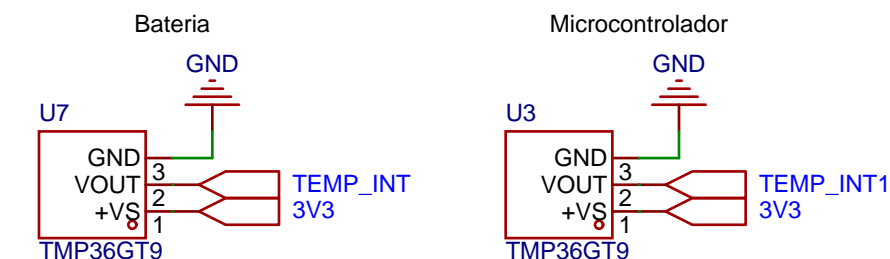 Bateria
GND
U7
GND
3
VOUT
TEMP_INT
2
+VS
3V3
1
TMP36GT9
Microcontrolador
GND
U3
GND
3
VOUT
TEMP_INT1
2
+VS
3V3
1
TMP36GT9